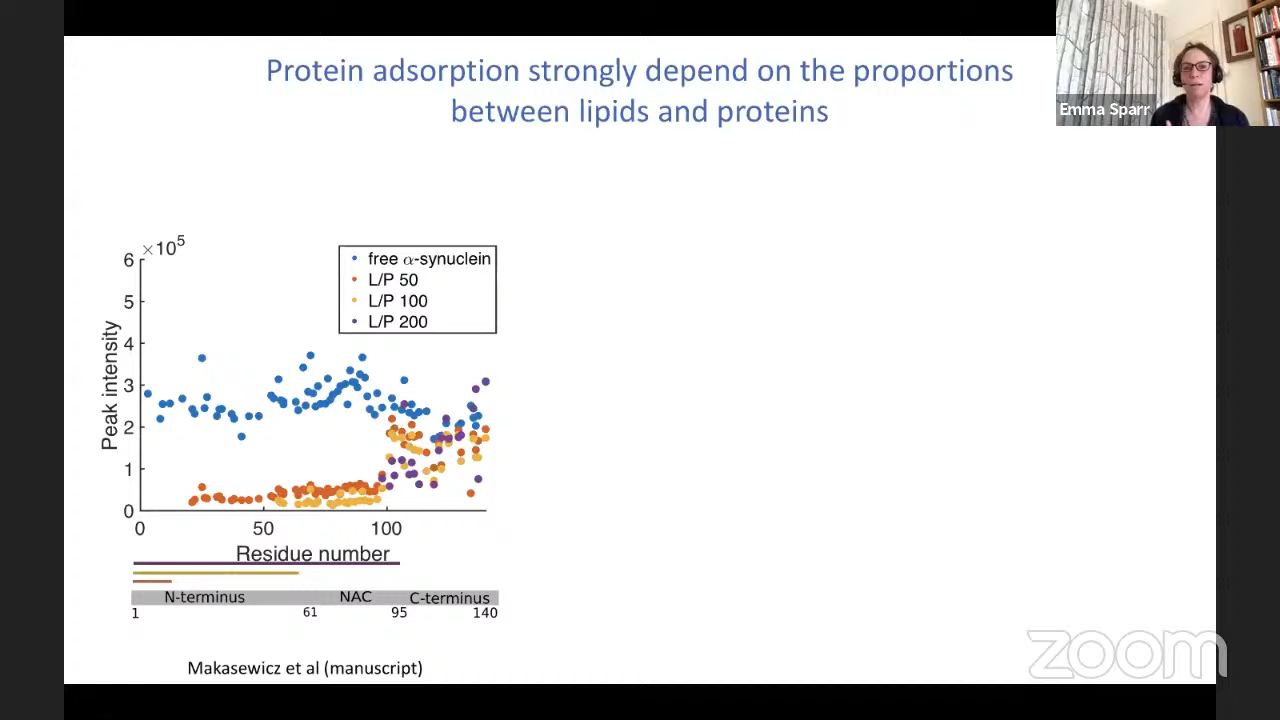 Protein adsorption strongly depend on the proportions
between lipids and proteins
Emma Sparr
×10^5
6
5
4
3
2
1
0
Peak intensity
free α-synuclein
L/P 50
L/P 100
L/P 200
0 50 100
Residue number
N-terminus NAC C-terminus
1 61 95 140
Makasewicz et al (manuscript)
zoom